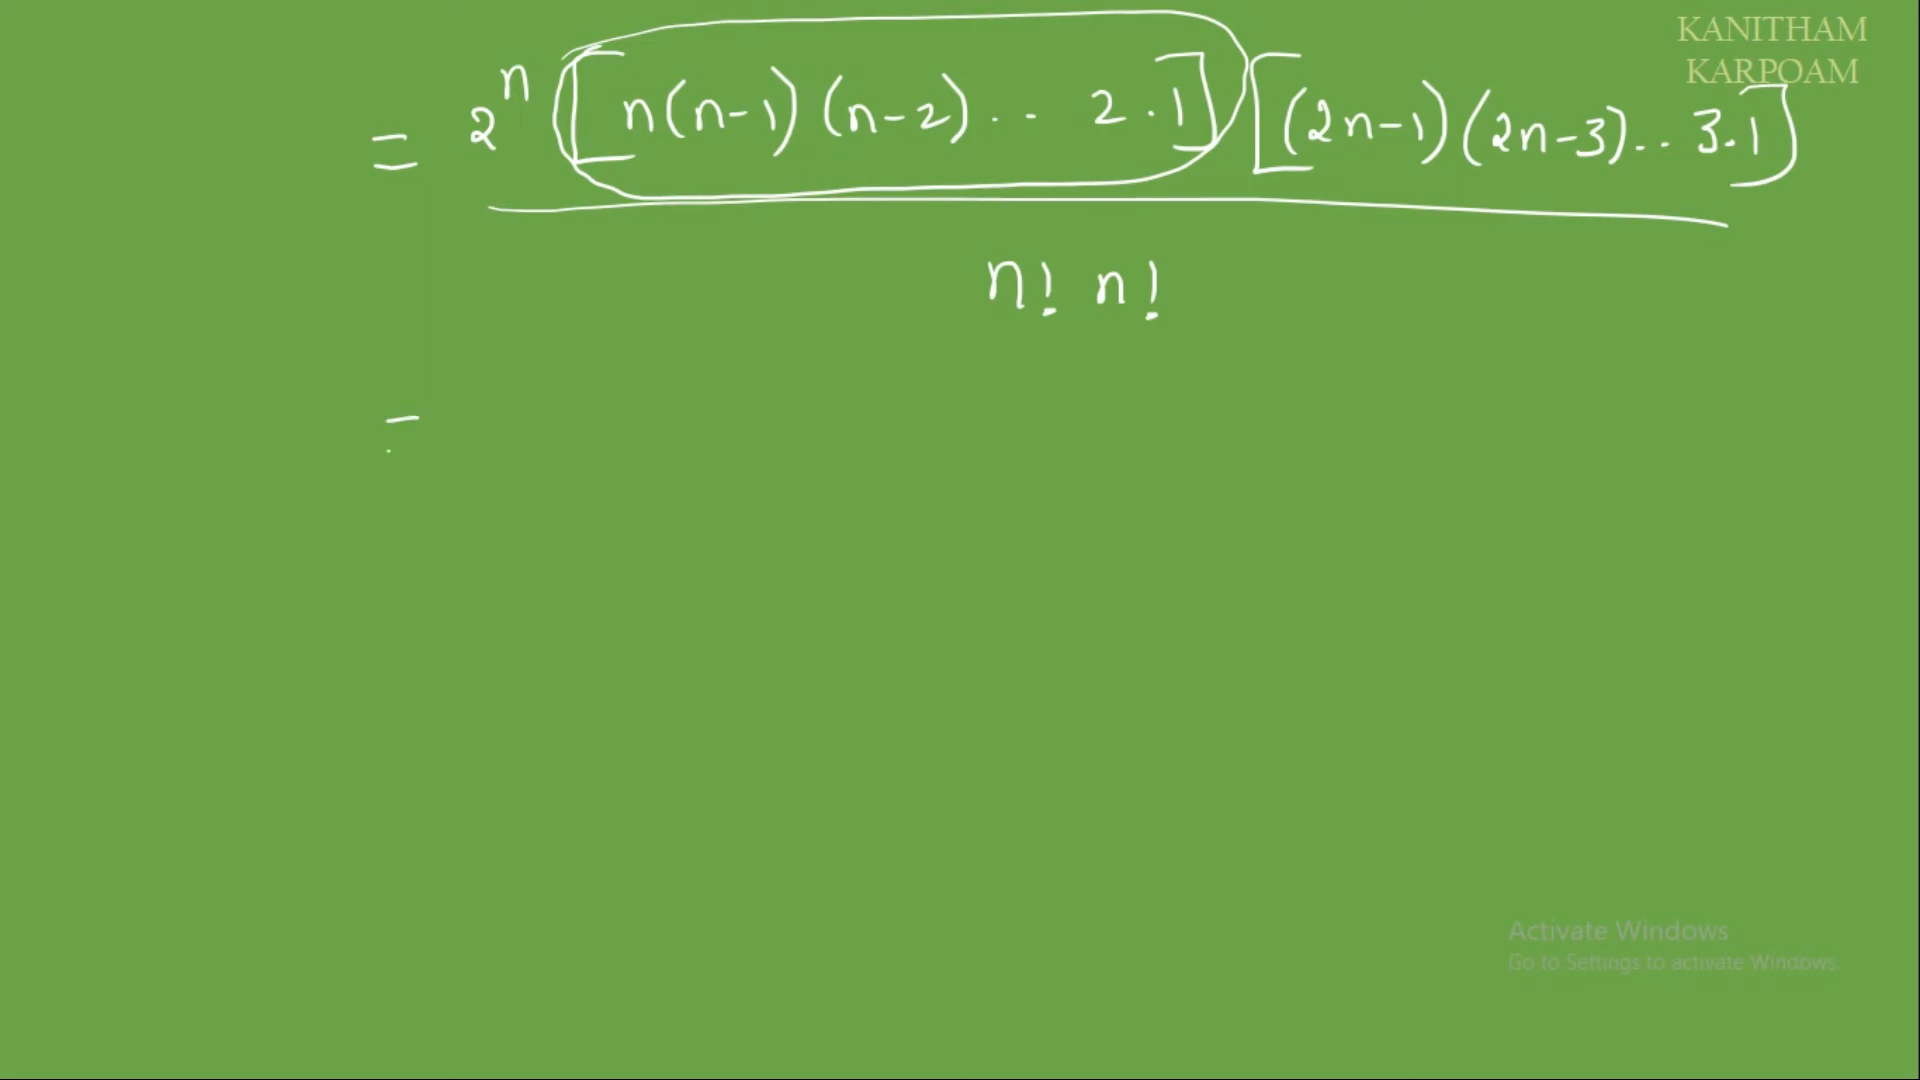 KANITHAM
KARPOAM
= 2^n [n(n-1)(n-2).. 2.1] [(2n-1)(2n-3).. 3.1]
n! n!
=
Activate Windows
Go to Settings to activate Windows.